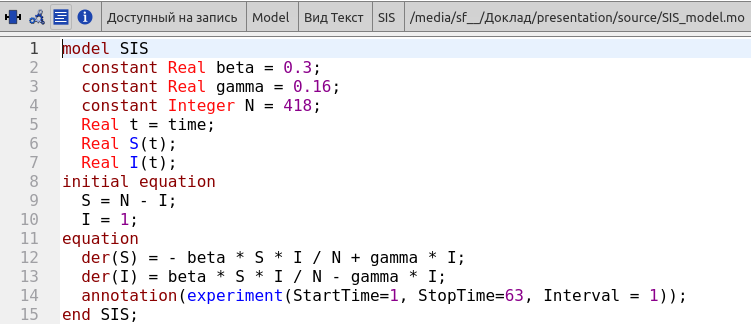 Доступный на запись Model Вид Текст SIS /media/sf__/Доклад/presentation/source/SIS_model.mo
1 model SIS
2   constant Real beta = 0.3;
3   constant Real gamma = 0.16;
4   constant Integer N = 418;
5   Real t = time;
6   Real S(t);
7   Real I(t);
8 initial equation
9   S = N - I;
10   I = 1;
11 equation
12   der(S) = - beta * S * I / N + gamma * I;
13   der(I) = beta * S * I / N - gamma * I;
14   annotation(experiment(StartTime=1, StopTime=63, Interval = 1));
15 end SIS;